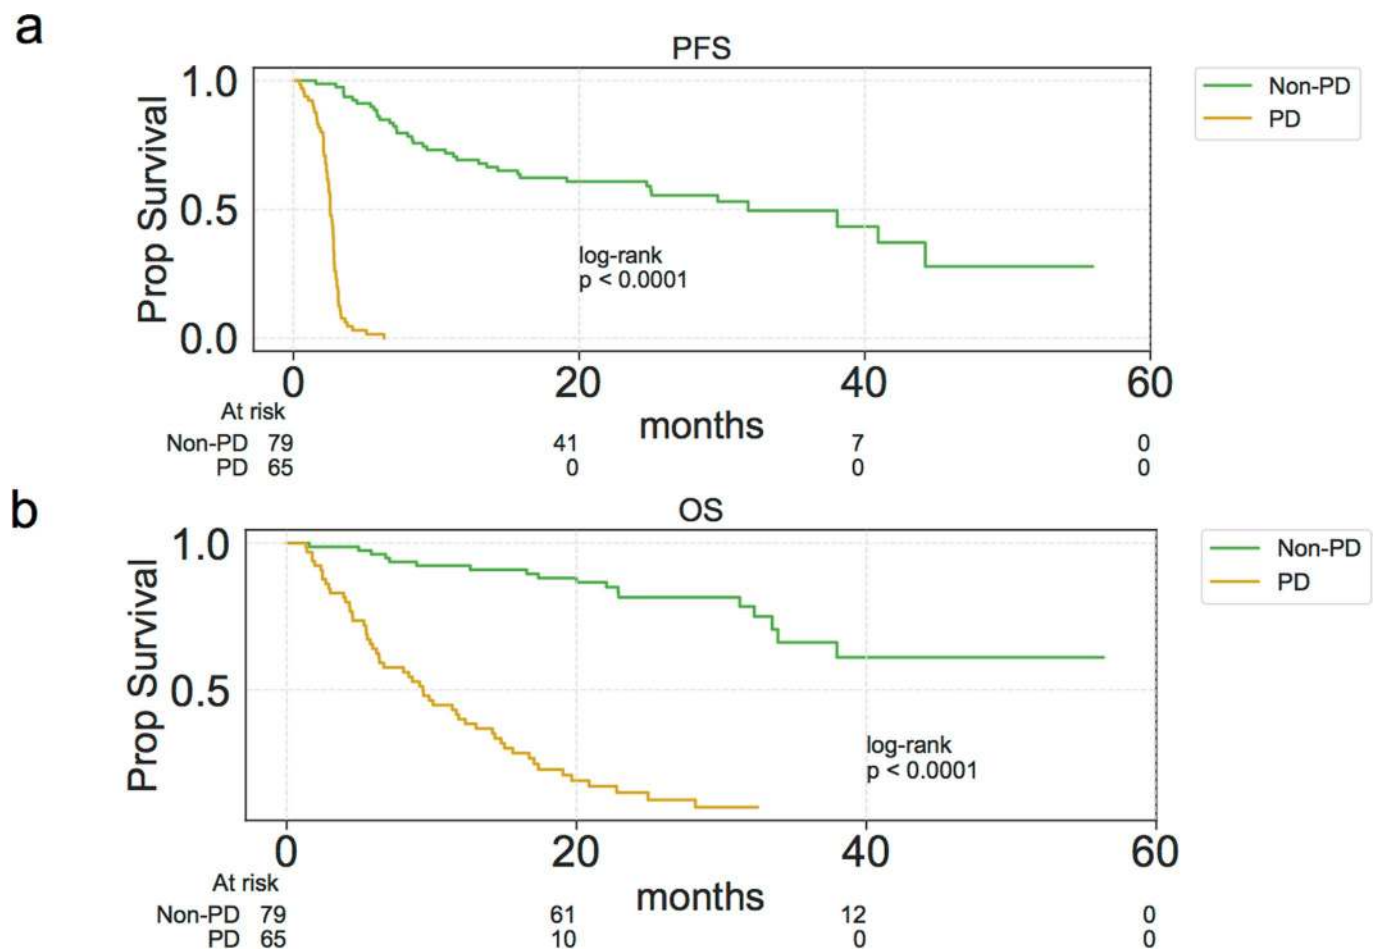 a
PFS
Prop Survival
1.0
0.5
0.0
Non-PD
PD
log-rank
p < 0.0001
0 20 40 60
months
At risk
Non-PD 79 41 7 0
PD 65 0 0 0
b
OS
Prop Survival
1.0
0.5
Non-PD
PD
log-rank
p < 0.0001
0 20 40 60
months
At risk
Non-PD 79 61 12 0
PD 65 10 0 0